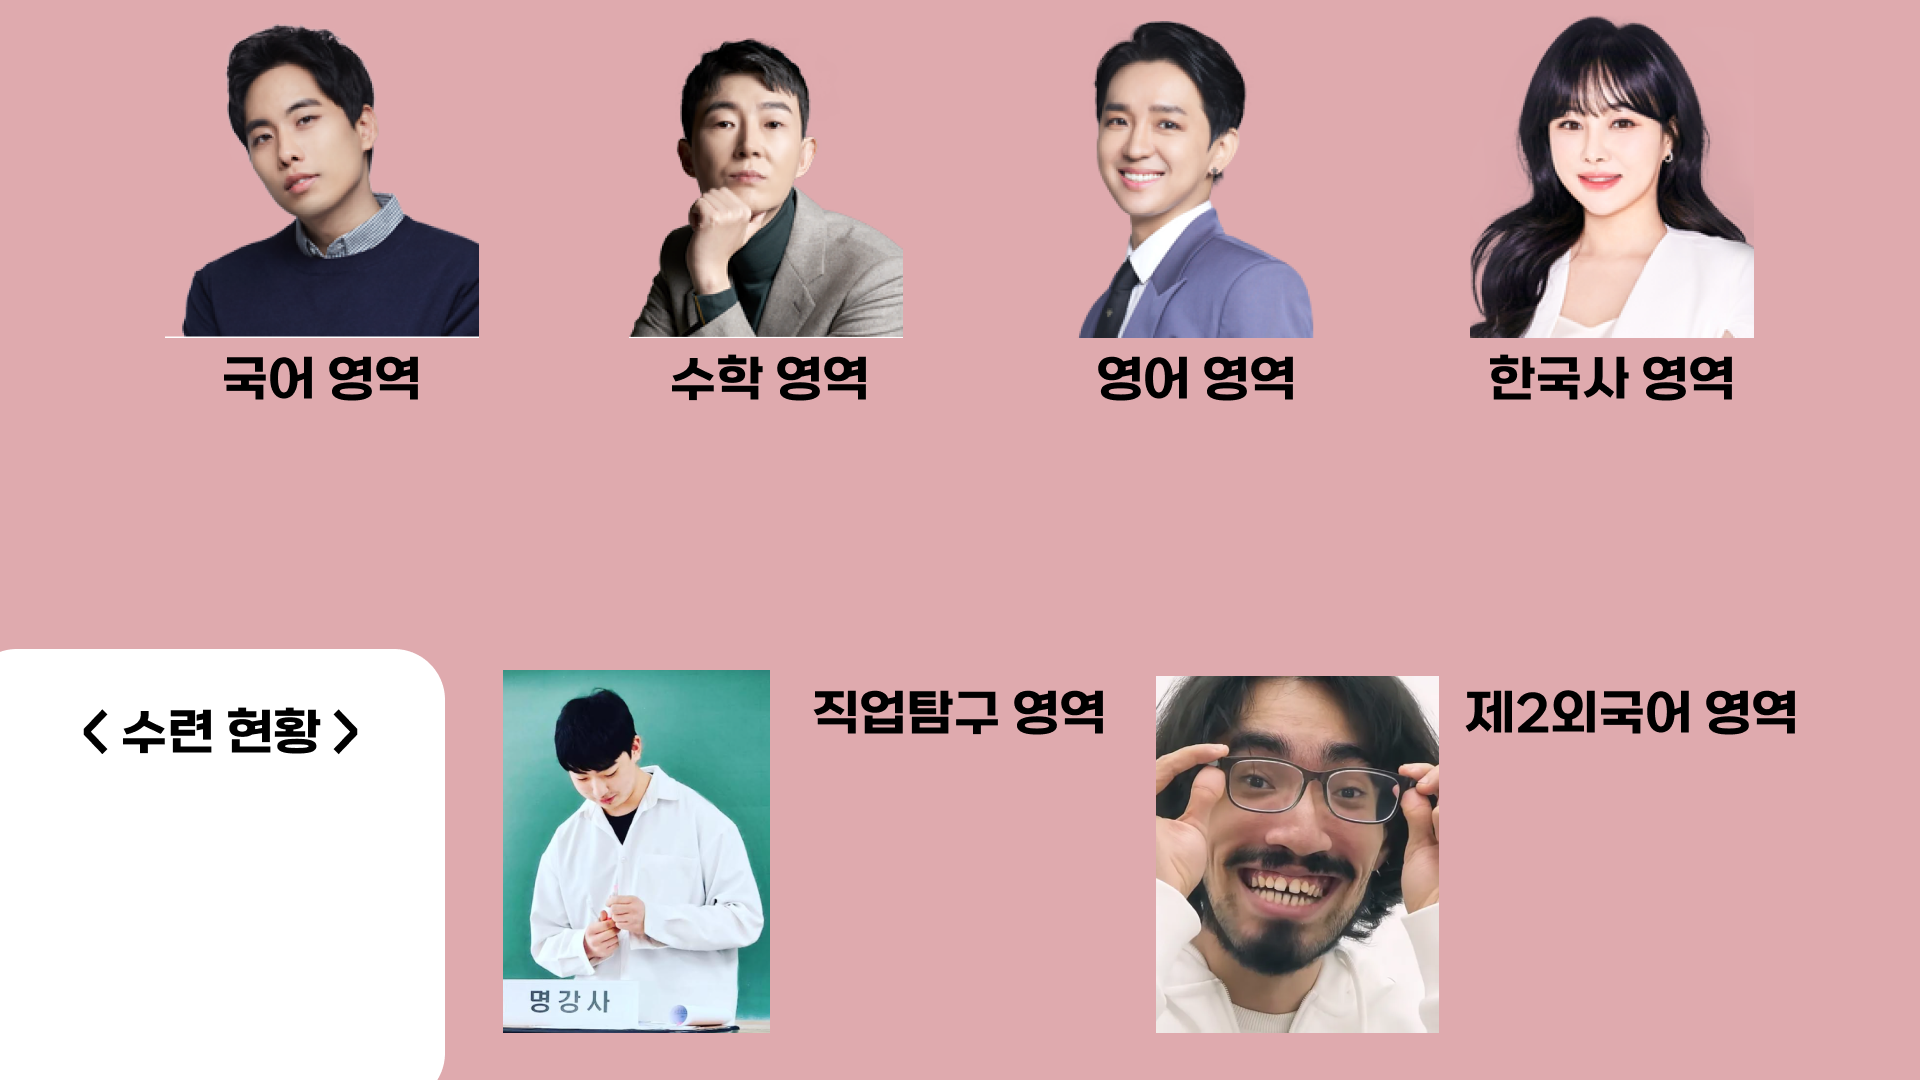 국어 영역
수학 영역
영어 영역
한국사 영역
< 수련 현황 >
직업탐구 영역
제2외국어 영역
명강사